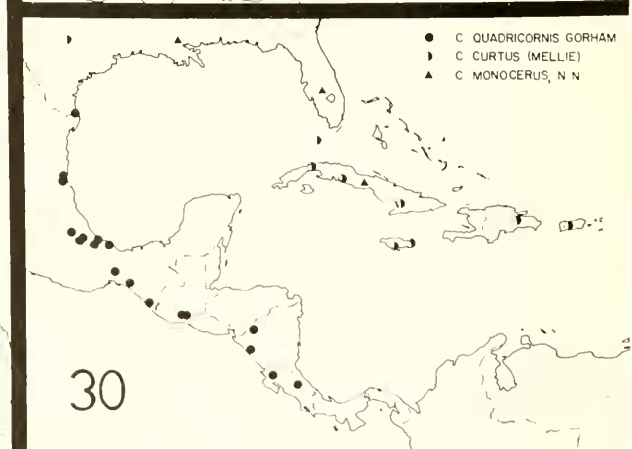 C QUADRICORNIS GORHAM
C CURTUS (MELLIE)
C MONOCERUS, N N
30